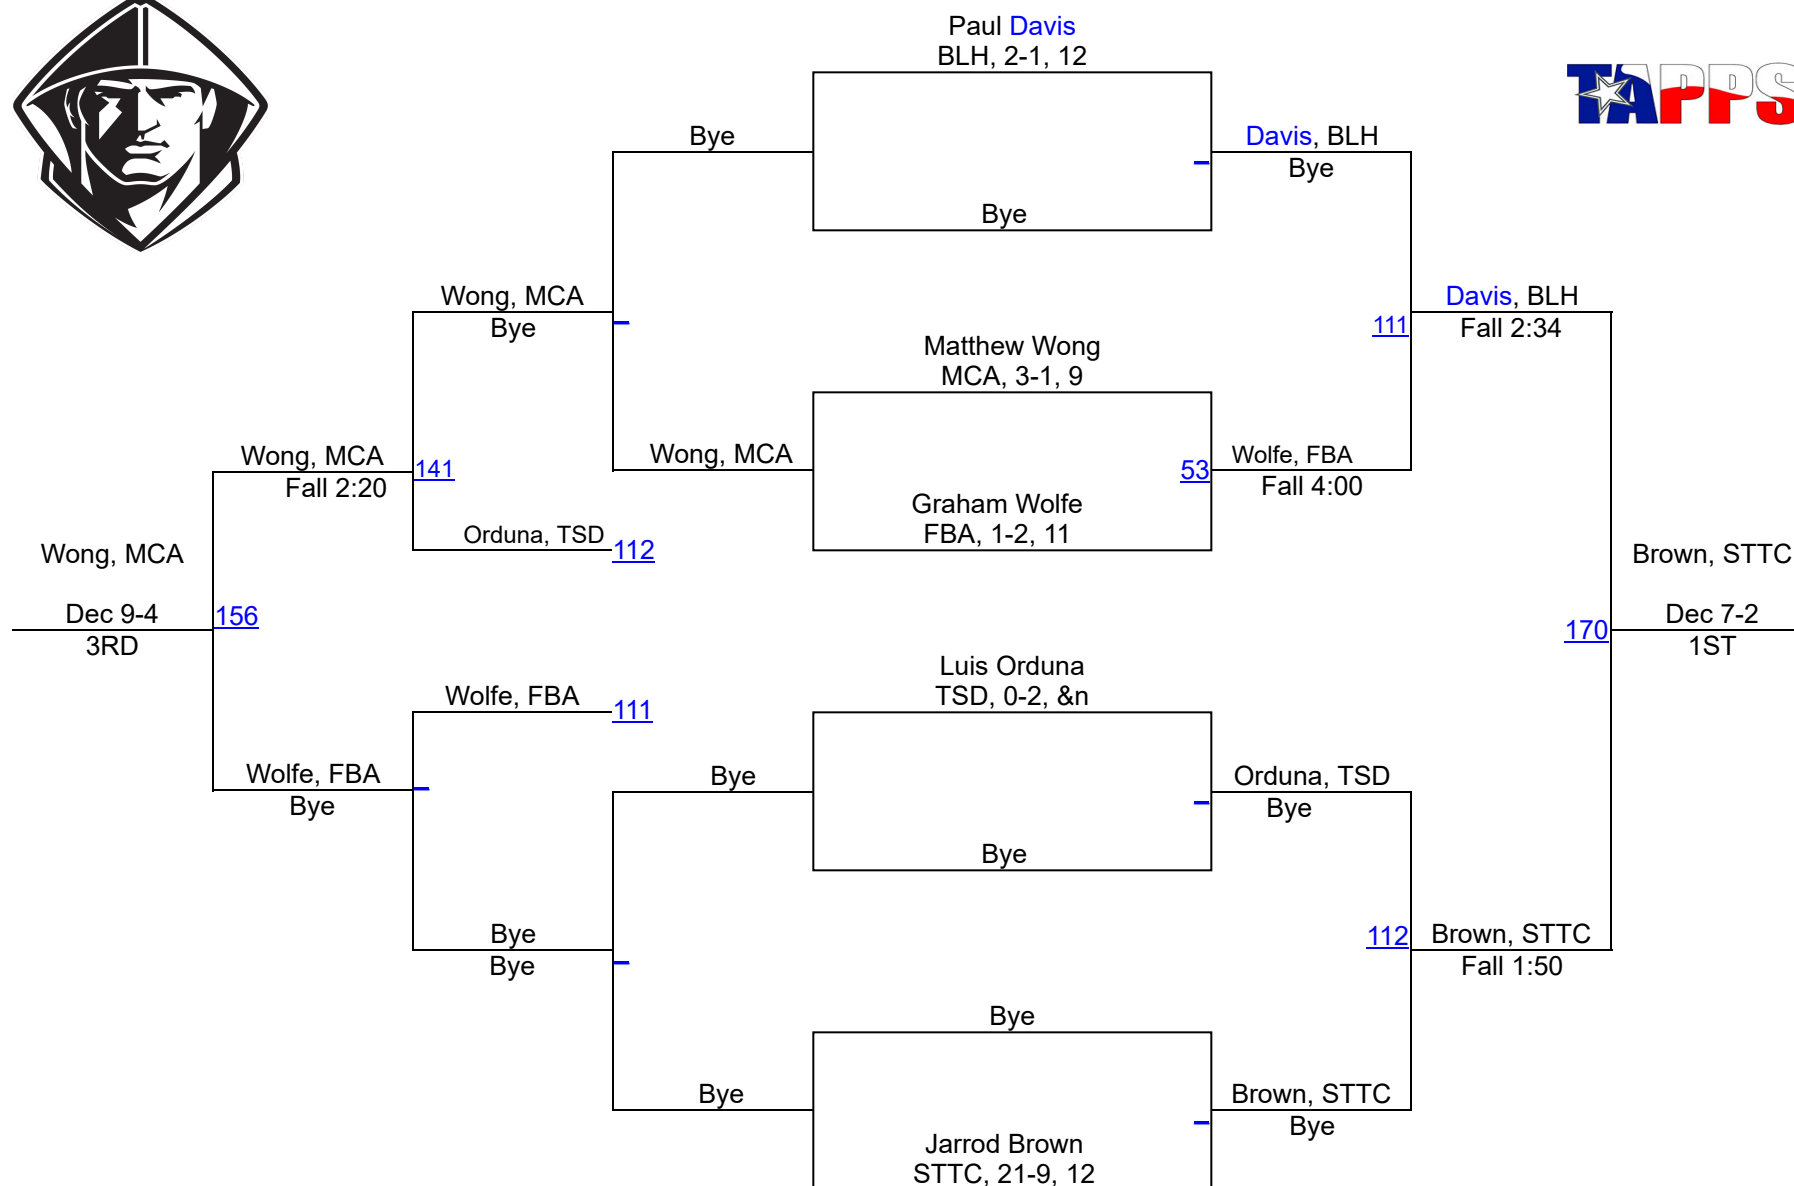 Paul Davis
BLH, 2-1, 12
TAPPS
Bye
Davis, BLH
Bye
Bye
Wong, MCA
Bye
Davis, BLH
111
Fall 2:34
Matthew Wong
MCA, 3-1, 9
Wong, MCA
Fall 2:20
141
Wong, MCA
53
Wolfe, FBA
Fall 4:00
Graham Wolfe
FBA, 1-2, 11
Orduna, TSD
112
Wong, MCA
Dec 9-4
3RD
156
Brown, STTC
170
Dec 7-2
1ST
Luis Orduna
TSD, 0-2, &n
Wolfe, FBA
111
Wolfe, FBA
Bye
Bye
Orduna, TSD
Bye
Bye
Bye
Bye
112
Brown, STTC
Fall 1:50
Bye
Bye
Brown, STTC
Bye
Jarrod Brown
STTC, 21-9, 12